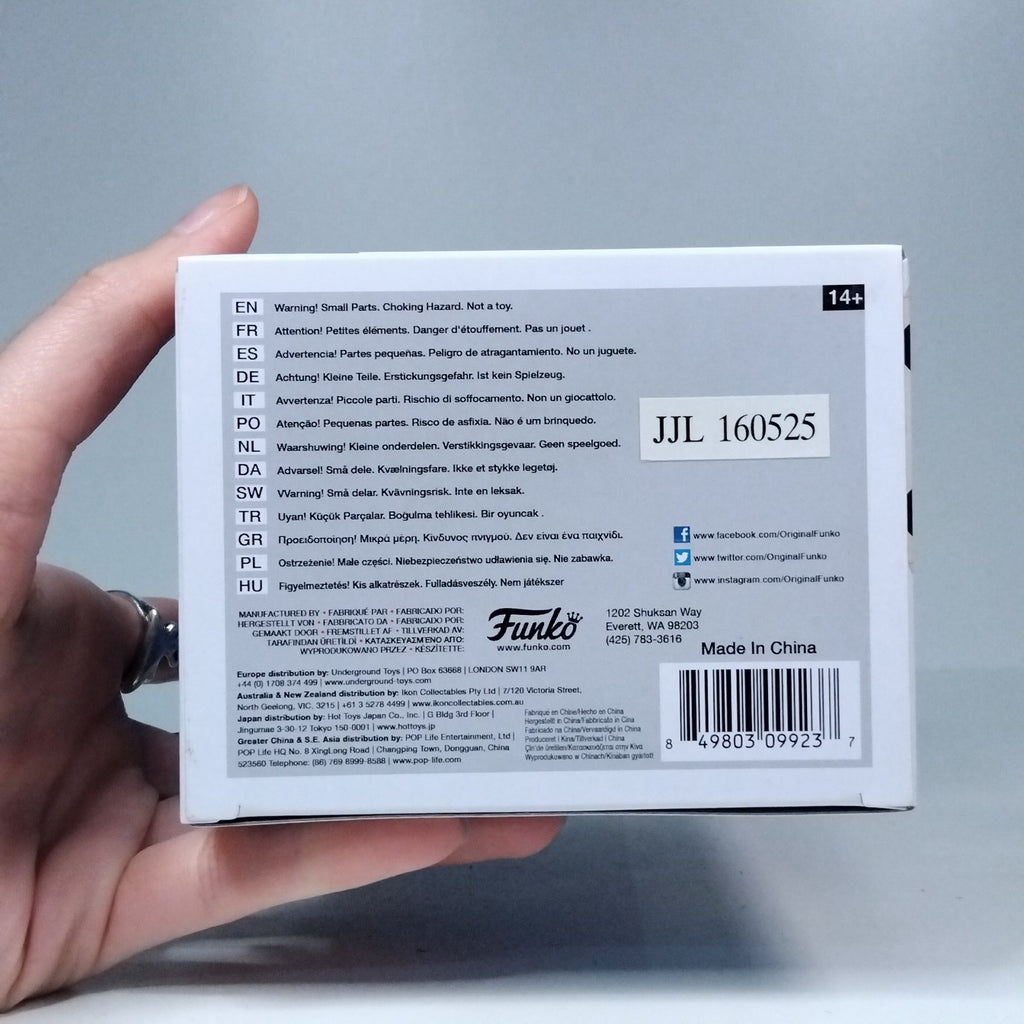 14+
EN Warning! Small Parts. Choking Hazard. Not a toy.
FR Attention! Petites éléments. Danger d'étouffement. Pas un jouet .
ES Advertencia! Partes pequeñas. Peligro de atragantamiento. No un juguete.
DE Achtung! Kleine Teile. Erstickungsgefahr. Ist kein Spielzeug.
IT Avvertenza! Piccole parti. Rischio di soffocamento. Non un giocattolo.
PO Atenção! Pequenas partes. Risco de asfixia. Não é um brinquedo.
NL Waarshuwing! Kleine onderdelen. Verstikkingsgevaar. Geen speelgoed.
DA Advarsel! Små dele. Kvælningsfare. Ikke et stykke legetøj.
SW Warning! Små delar. Kvävningsrisk. Inte en leksak.
TR Uyarı! Küçük Parçalar. Boğulma tehlikesi. Bir oyuncak .
GR Προειδοποίηση! Μικρά μέρη. Κίνδυνος πνιγμού. Δεν είναι ένα παιχνίδι.
PL Ostrzeżenie! Małe części. Niebezpieczeństwo udławienia się. Nie zabawka.
HU Figyelmeztetés! Kis alkatrészek. Fulladásveszély. Nem játékszer
JJL 160525
www.facebook.com/OriginalFunko
www.twitter.com/OriginalFunko
www.instagram.com/OriginalFunko
MANUFACTURED BY • FABRIQUÉ PAR • FABRICADO POR:
HERGESTELLT VON • FABBRICATO DA • FABRICADO POR:
GEMAAKT DOOR • FREMSTILLET AF • TILLVERKAD AV:
TARAFINDAN ÜRETİLDİ • ΚΑΤΑΣΚΕΥΑΣΜΕΝΟ ΑΠΟ:
WYPRODUKOWANO PRZEZ • KÉSZÍTETTE:
Funko
www.funko.com
1202 Shuksan Way
Everett, WA 98203
(425) 783-3616
Made In China
Europe distribution by: Underground Toys | PO Box 63668 | LONDON SW11 9AR
+44 (0) 1708 374 499 | www.underground-toys.com
Australia & New Zealand distribution by: Ikon Collectables Pty Ltd | 7/120 Victoria Street,
North Geelong, VIC, 3215 | +61 3 5278 4499 | www.ikoncollectables.com.au
Japan distribution by: Hot Toys Japan Co., Inc. | G Bldg 3rd Floor |
Jingumae 3-30-12 Tokyo 150-0001 | www.hottoys.jp
Greater China & S.E. Asia distribution by: POP Life Entertainment, Ltd |
POP Life HQ No. 8 XingLong Road | Changping Town, Dongguan, China
523560 Telephone: (86) 769 8999-8588 | www.pop-life.com
Fabriqué en Chine/Hecho en China
Hergestellt in China/Fabbricato in Cina
Fabricado na China/Vervaardigd in China
Produceret i Kina/Tillverkad i China
Çin'de üretilen/Κατασκευάζεται στην Κίνα
Wyprodukowano w Chinach/Kínában gyártott
8 49803 09923 7